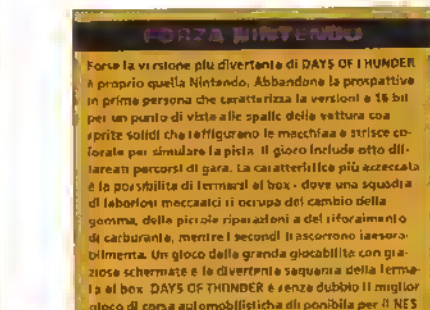 FORZA NINTENDO
Forse la versione più divertente di DAYS OF THUNDER
è proprio quella Nintendo. Abbandona la prospettiva
in prima persona che caratterizza la versioni a 16 bit
per un punto di vista alle spalle della vettura con
sprite solidi che raffigurano le macchine e strisce co-
lorate per simulare la pista. Il gioco include otto dif-
ferenti percorsi di gara. La caratteristica più azzeccata
è la possibilità di fermarsi al box - dove una squadra
di laboriosi meccanici si occupa del cambio della
gomma, delle piccole riparazioni e del rifornimento
di carburante, mentre i secondi trascorrono inesora-
bilmente. Un gioco dalla grande giocabilità con gra-
ziose schermate e la divertente sequenza della ferma-
ta al box. DAYS OF THUNDER è senza dubbio il miglior
gioco di corsa automobilistica disponibile per il NES